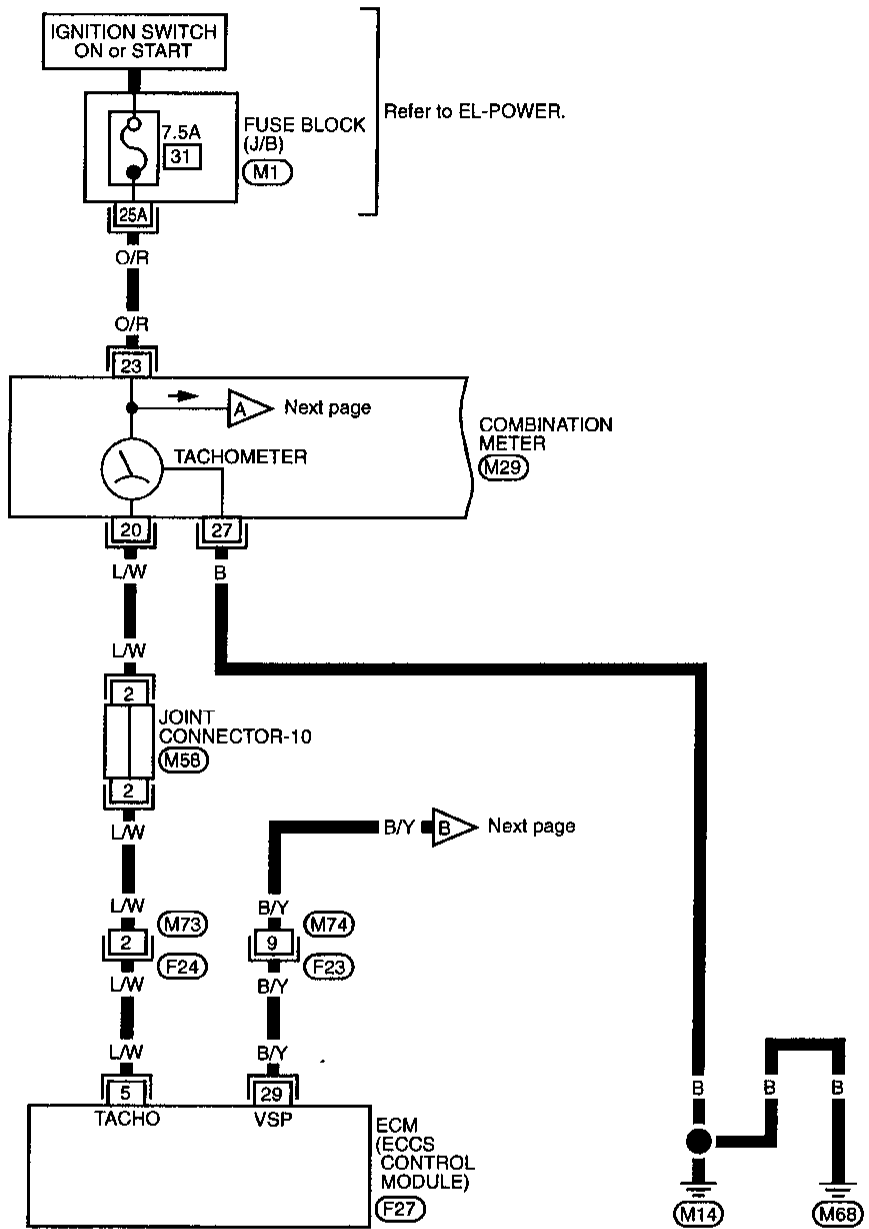 IGNITION SWITCH
ON or START
Refer to EL-POWER.
7.5A
31
FUSE BLOCK
(J/B)
M1
25A
O/R
O/R
23
A
Next page
COMBINATION
METER
M29
TACHOMETER
20
27
L/W
B
L/W
2
JOINT
CONNECTOR-10
M58
2
L/W
B/Y
B
Next page
L/W
B/Y
M73
M74
2
9
F24
F23
L/W
B/Y
L/W
B/Y
5
29
TACHO
VSP
ECM
(ECCS
CONTROL
MODULE)
F27
B
B
B
M14
M68